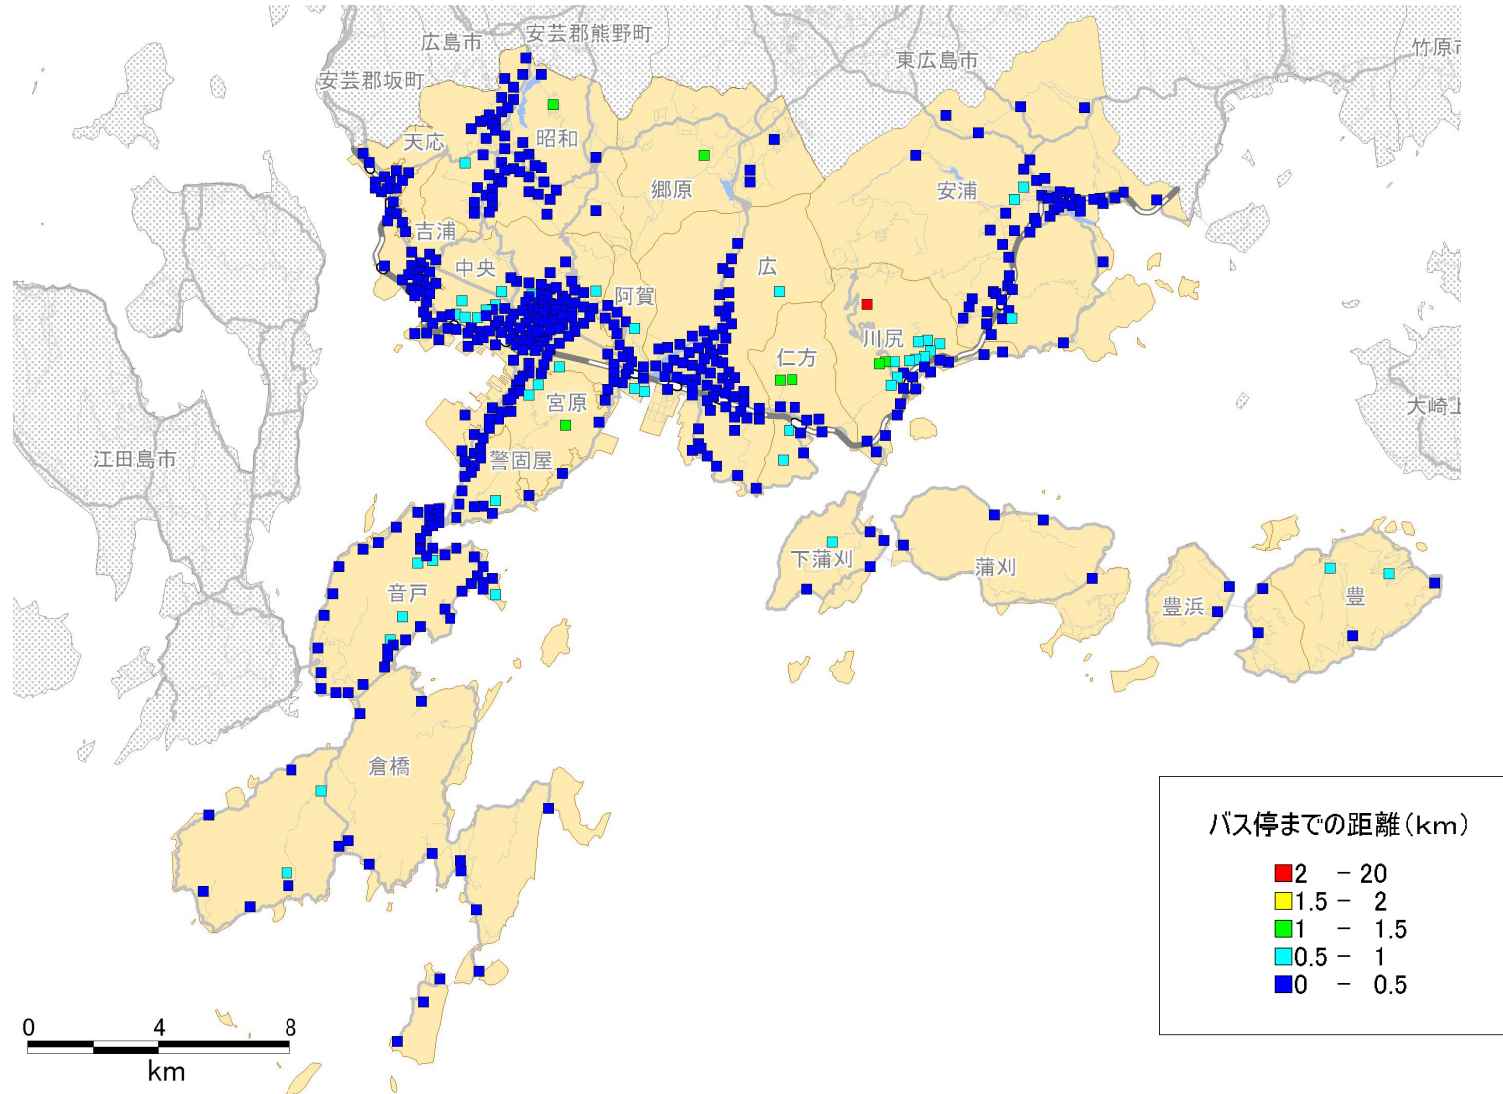 安芸郡熊野町
広島市
竹原市
東広島市
安芸郡坂町
天応
昭和
郷原
安浦
吉浦
中央
広
阿賀
川尻
仁方
宮原
大崎上
江田島市
警固屋
下蒲刈
蒲刈
音戸
豊浜
豊
倉橋
バス停までの距離(km)
2 - 20
1.5 - 2
1 - 1.5
0.5 - 1
0 - 0.5
0 4 8
km